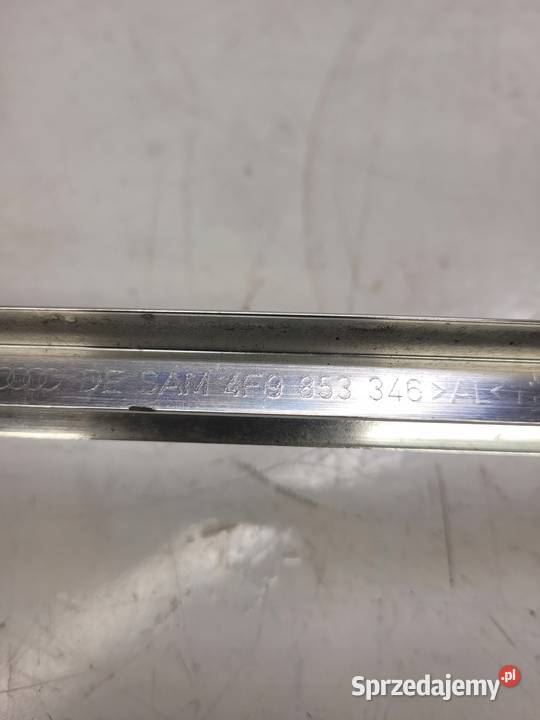 DE SAM 4F9 853 346 >AL<
Sprzedajemy.pl